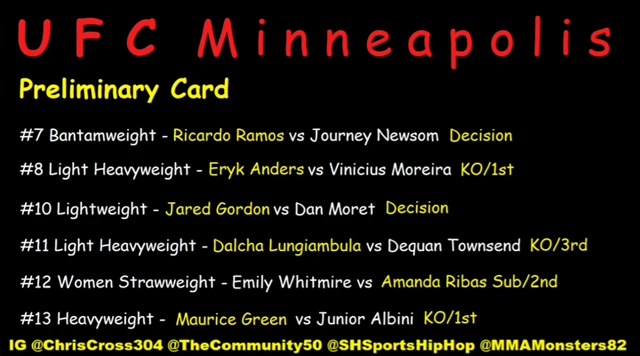 UFC Minneapolis
Preliminary Card
#7 Bantamweight - Ricardo Ramos vs Journey Newsom Decision
#8 Light Heavyweight - Eryk Anders vs Vinicius Moreira KO/1st
#10 Lightweight - Jared Gordon vs Dan Moret Decision
#11 Light Heavyweight - Dalcha Lungiambula vs Dequan Townsend KO/3rd
#12 Women Strawweight - Emily Whitmire vs Amanda Ribas Sub/2nd
#13 Heavyweight - Maurice Green vs Junior Albini KO/1st
IG @ChrisCross304 @TheCommunity50 @SHSportsHipHop @MMAMonsters82